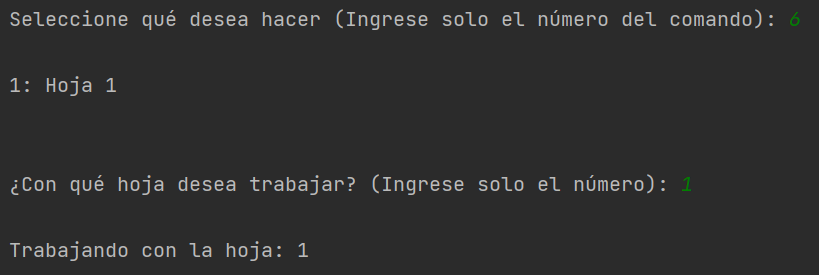 Seleccione qué desea hacer (Ingrese solo el número del comando): 6
1: Hoja 1
¿Con qué hoja desea trabajar? (Ingrese solo el número): 1
Trabajando con la hoja: 1